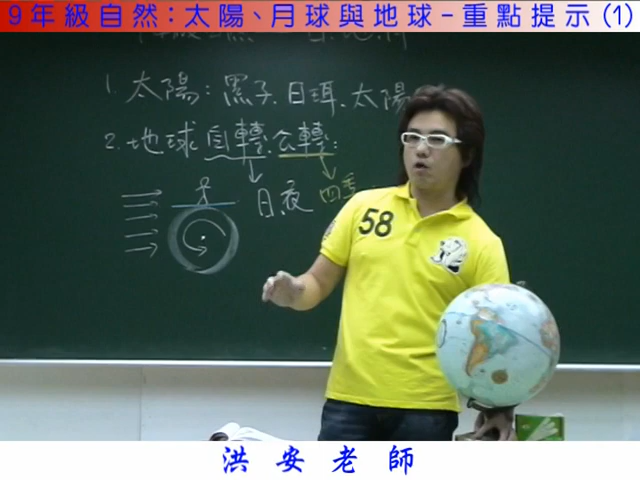 9年級自然:太陽、月球與地球-重點提示(1)
1. 太陽:黑子.日珥.太陽
2. 地球自轉.公轉:
日夜 四季
58
洪安老師